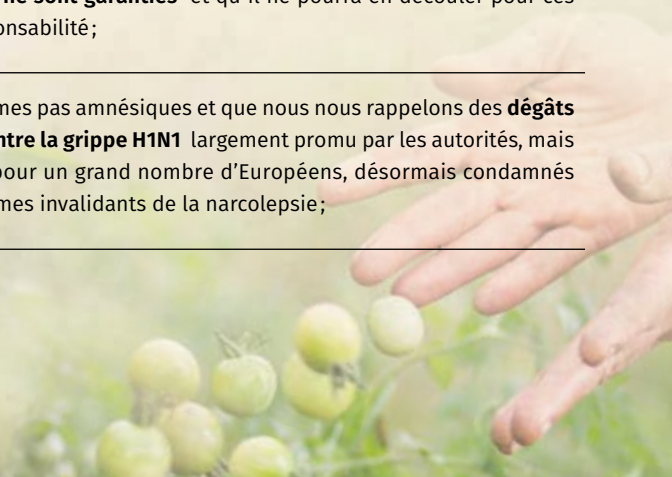 ne sont garanties et qu'il ne pourra en découler pour ces
onsabilité ;
mes pas amnésiques et que nous nous rappelons des dégâts
ntre la grippe H1N1 largement promu par les autorités, mais
pour un grand nombre d'Européens, désormais condamnés
mes invalidants de la narcolepsie ;